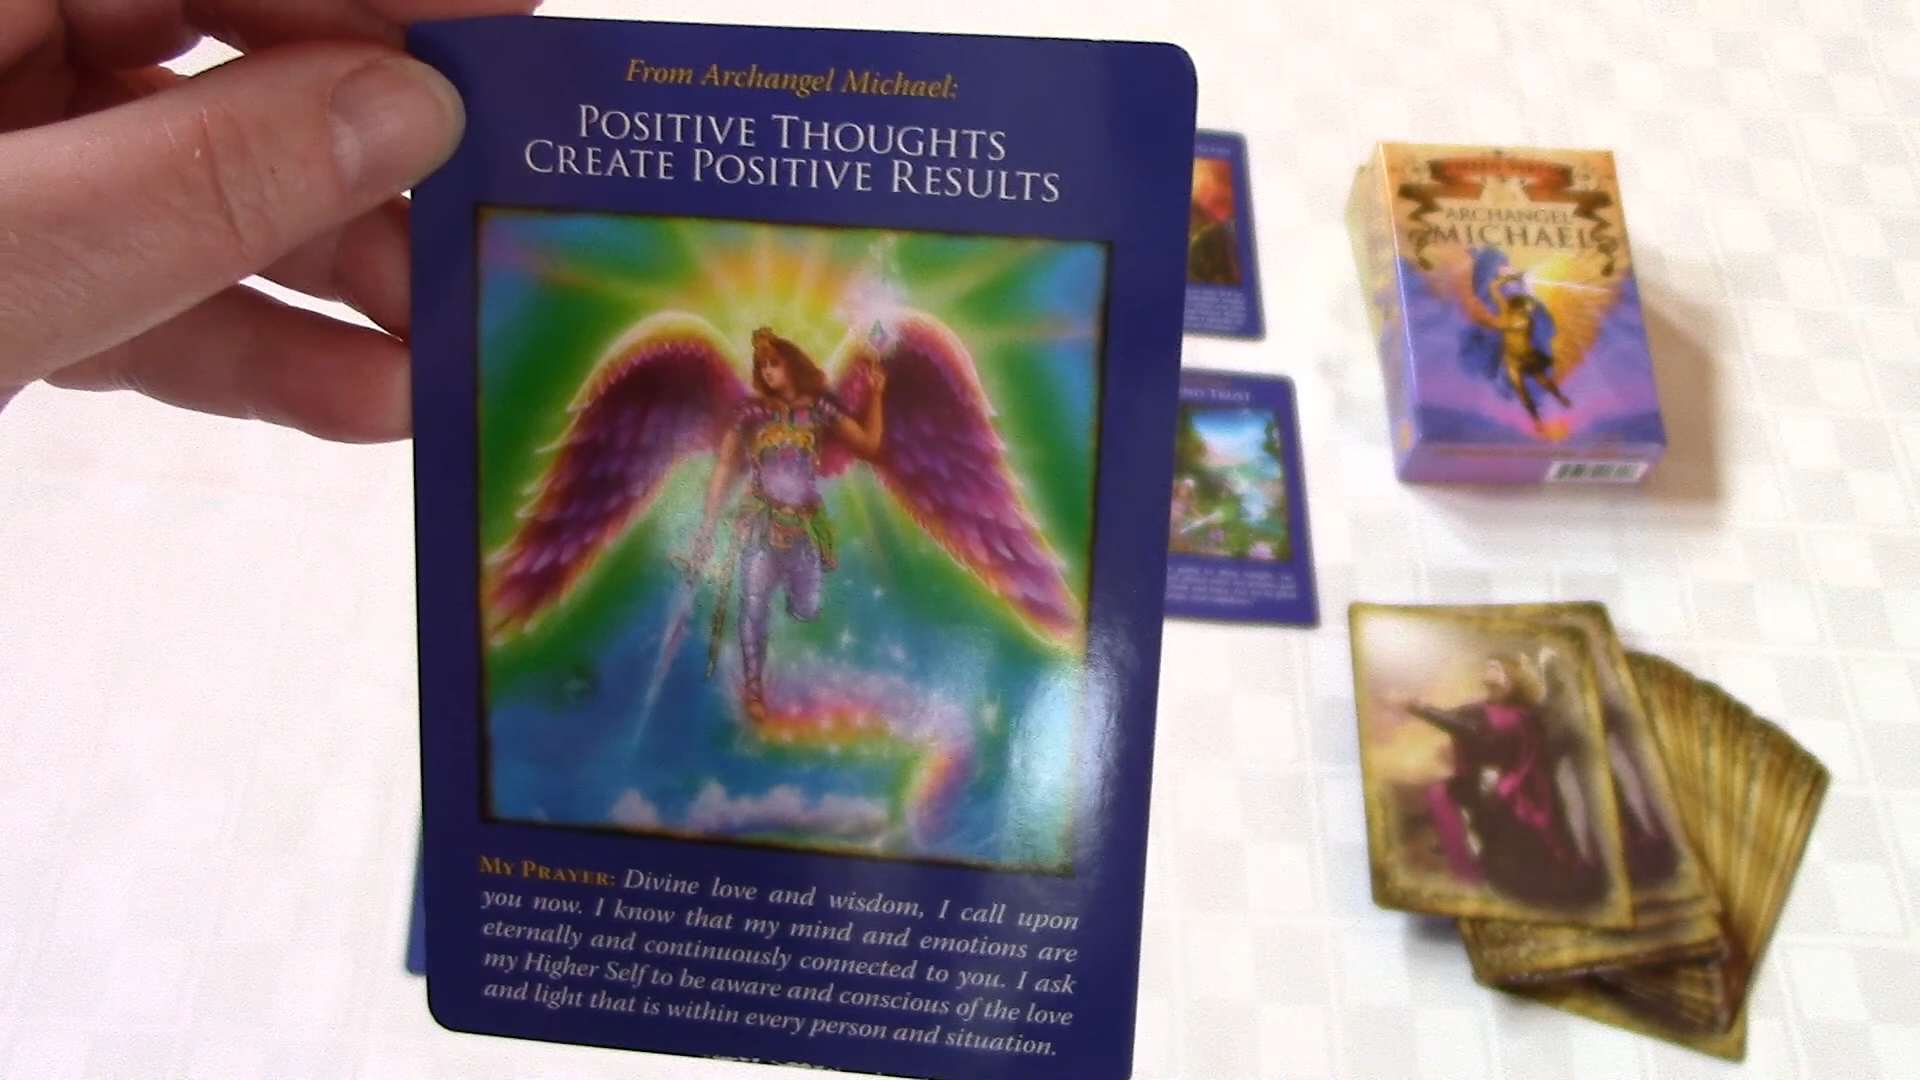 From Archangel Michael:
POSITIVE THOUGHTS
CREATE POSITIVE RESULTS
MY PRAYER: Divine love and wisdom, I call upon
you now. I know that my mind and emotions are
eternally and continuously connected to you. I ask
my Higher Self to be aware and conscious of the love
and light that is within every person and situation.
ARCHANGEL
MICHAEL
TRUST